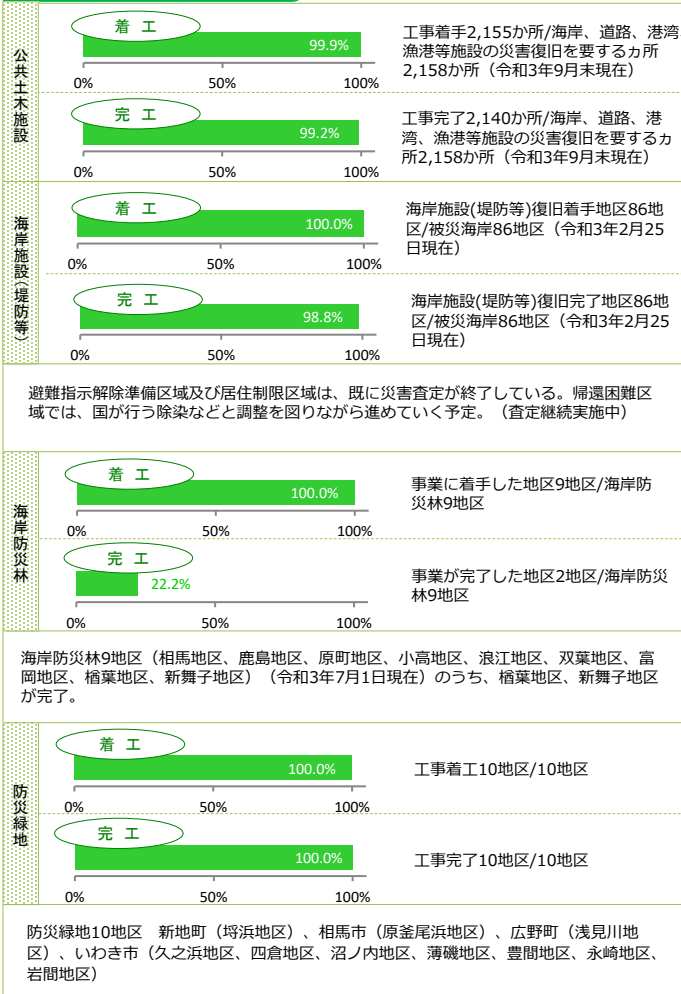 公共土木施設
着 工
99.9%
0% 50% 100%
工事着手2,155か所/海岸、道路、港湾、
漁港等施設の災害復旧を要するヵ所
2,158か所（令和3年9月末現在）
完 工
99.2%
0% 50% 100%
工事完了2,140か所/海岸、道路、港
湾、漁港等施設の災害復旧を要するヵ
所2,158か所（令和3年9月末現在）
海岸施設(堤防等)
着 工
100.0%
0% 50% 100%
海岸施設(堤防等)復旧着手地区86地
区/被災海岸86地区（令和3年2月25
日現在）
完 工
98.8%
0% 50% 100%
海岸施設(堤防等)復旧完了地区86地
区/被災海岸86地区（令和3年2月25
日現在）
避難指示解除準備区域及び居住制限区域は、既に災害査定が終了している。帰還困難区
域では、国が行う除染などと調整を図りながら進めていく予定。（査定継続実施中）
海岸防災林
着 工
100.0%
0% 50% 100%
事業に着手した地区9地区/海岸防
災林9地区
完 工
22.2%
0% 50% 100%
事業が完了した地区2地区/海岸防災
林9地区
海岸防災林9地区（相馬地区、鹿島地区、原町地区、小高地区、浪江地区、双葉地区、富
岡地区、楢葉地区、新舞子地区）（令和3年7月1日現在）のうち、楢葉地区、新舞子地区
が完了。
防災緑地
着 工
100.0%
0% 50% 100%
工事着工10地区/10地区
完 工
100.0%
0% 50% 100%
工事完了10地区/10地区
防災緑地10地区　新地町（埓浜地区）、相馬市（原釜尾浜地区）、広野町（浅見川地
区）、いわき市（久之浜地区、四倉地区、沼ノ内地区、薄磯地区、豊間地区、永崎地区、
岩間地区）